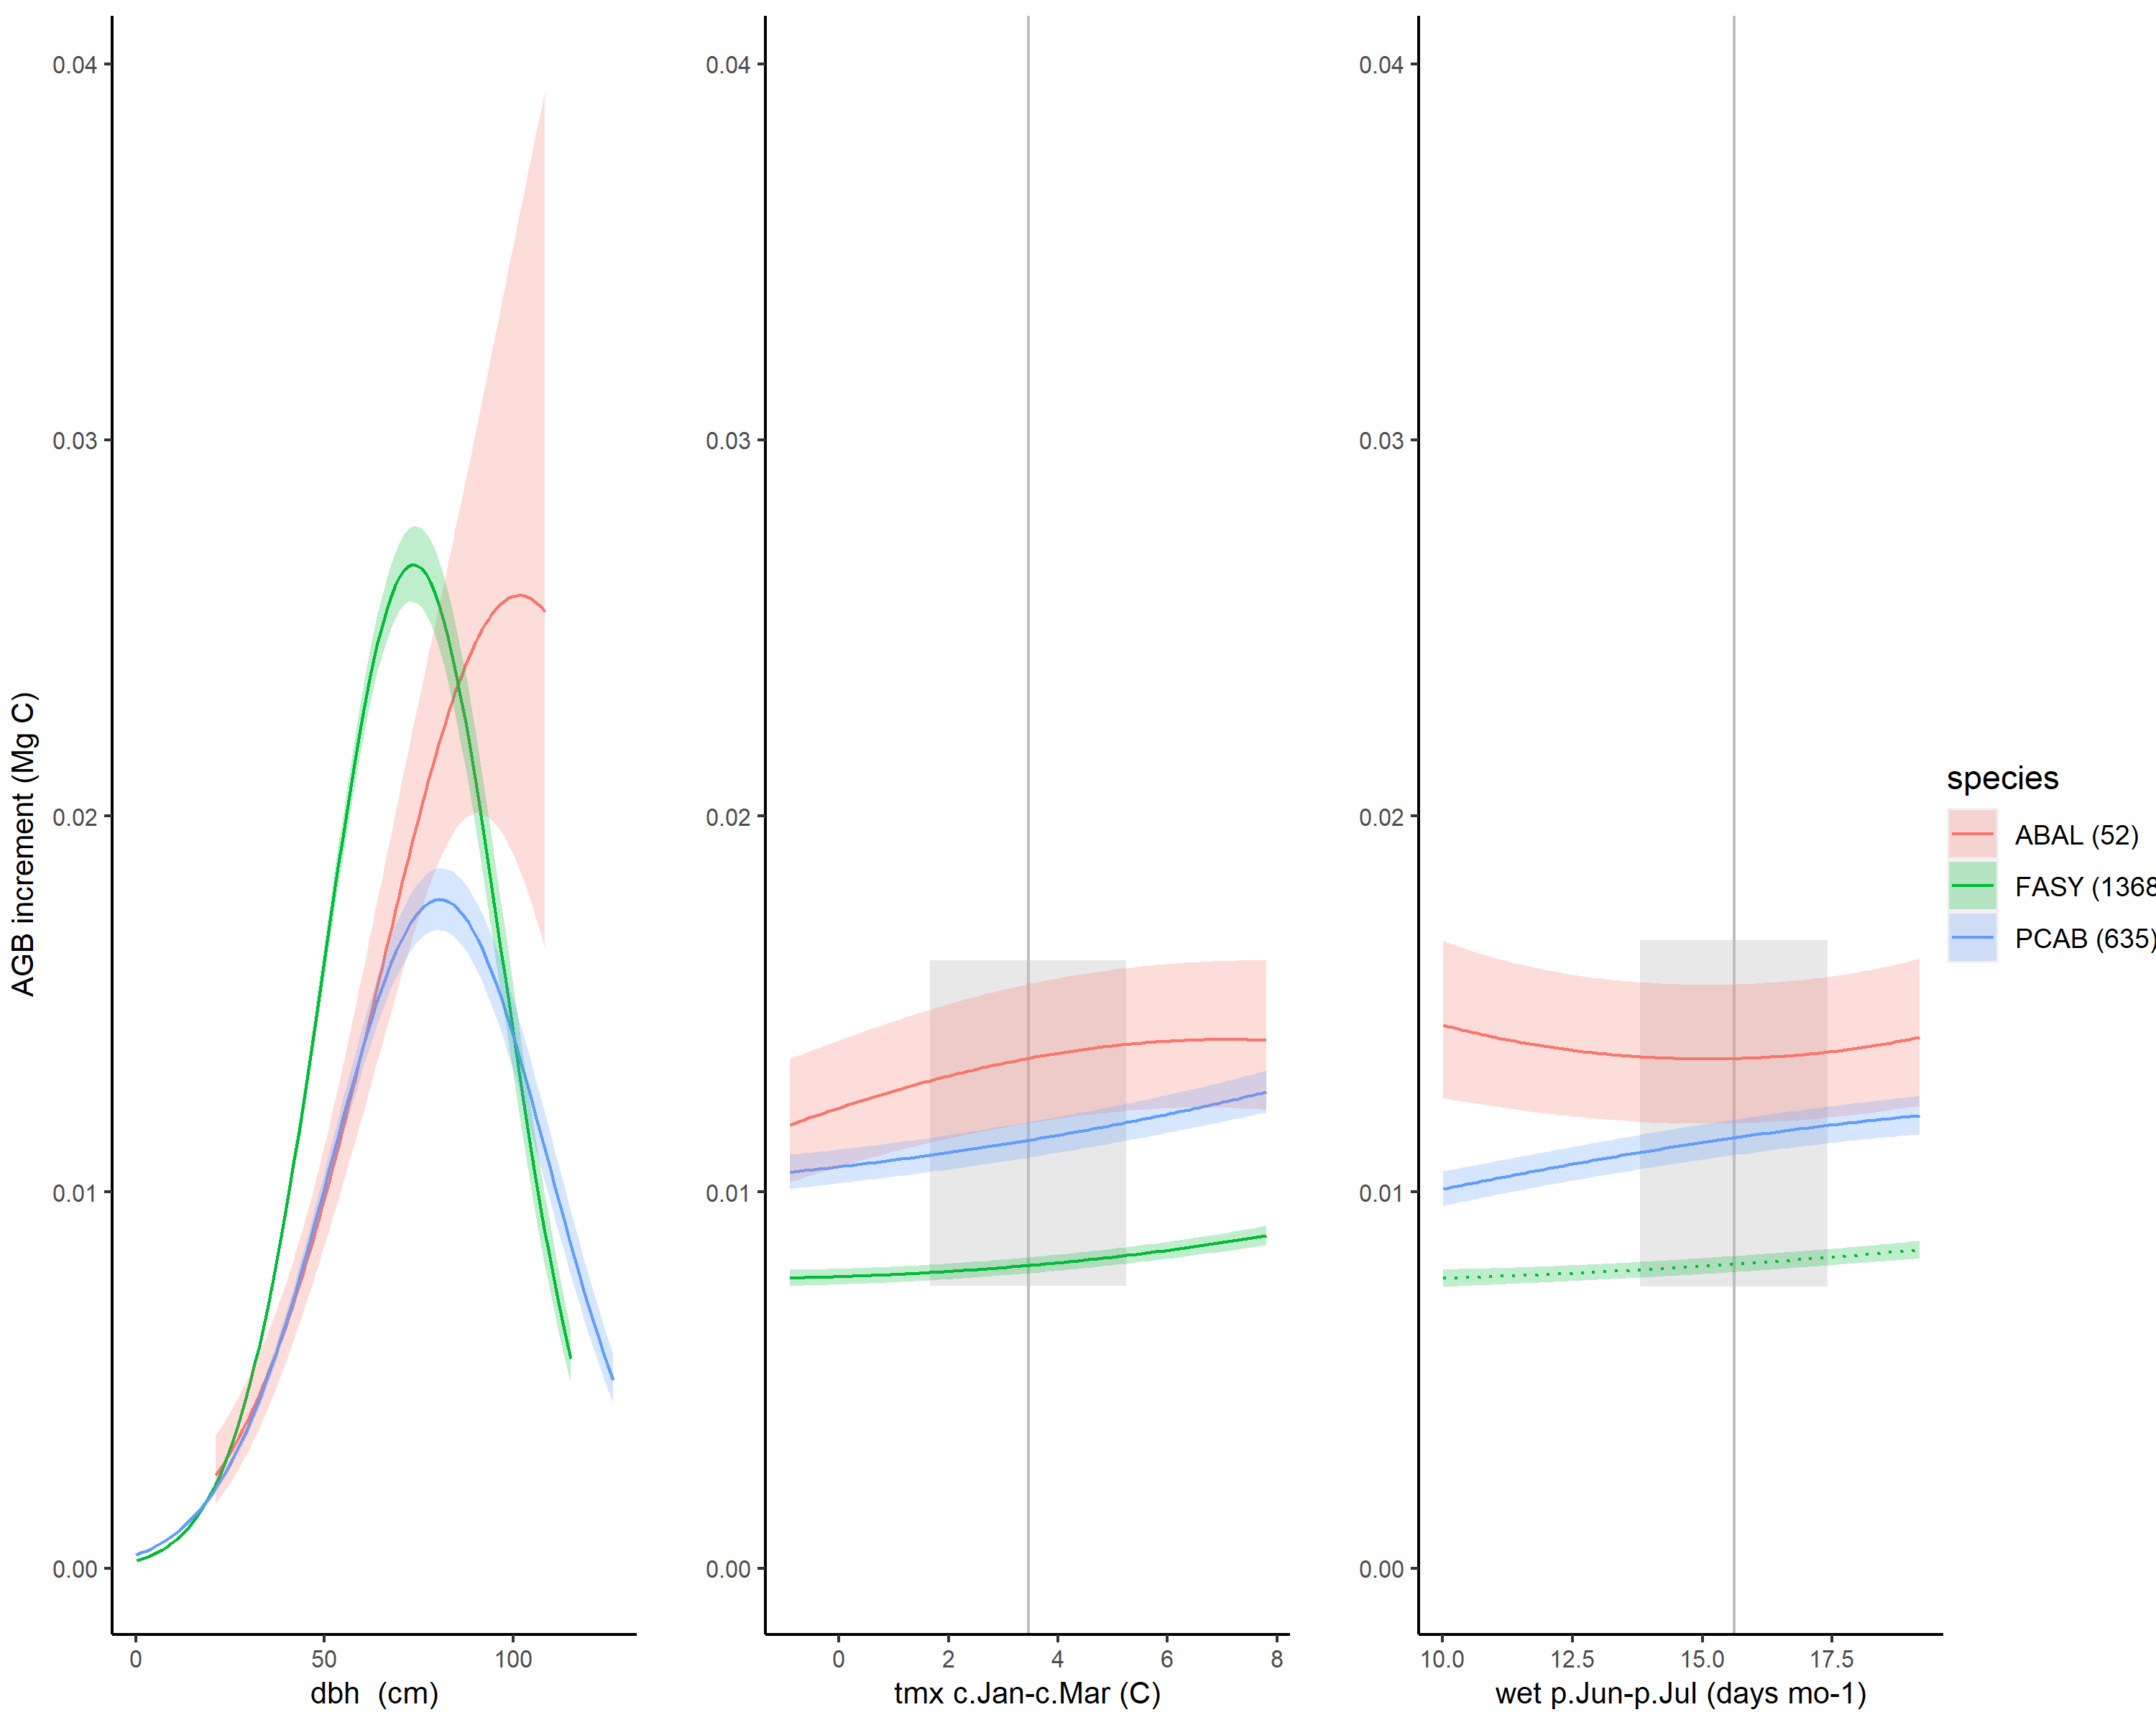 AGB increment (Mg C)
0.04
0.03
0.02
0.01
0.00
0 50 100
dbh (cm)
0.04
0.03
0.02
0.01
0.00
0 2 4 6 8
tmx c.Jan-c.Mar (C)
0.04
0.03
0.02
0.01
0.00
10.0 12.5 15.0 17.5
wet p.Jun-p.Jul (days mo-1)
species
ABAL (52)
FASY (1368
PCAB (635)